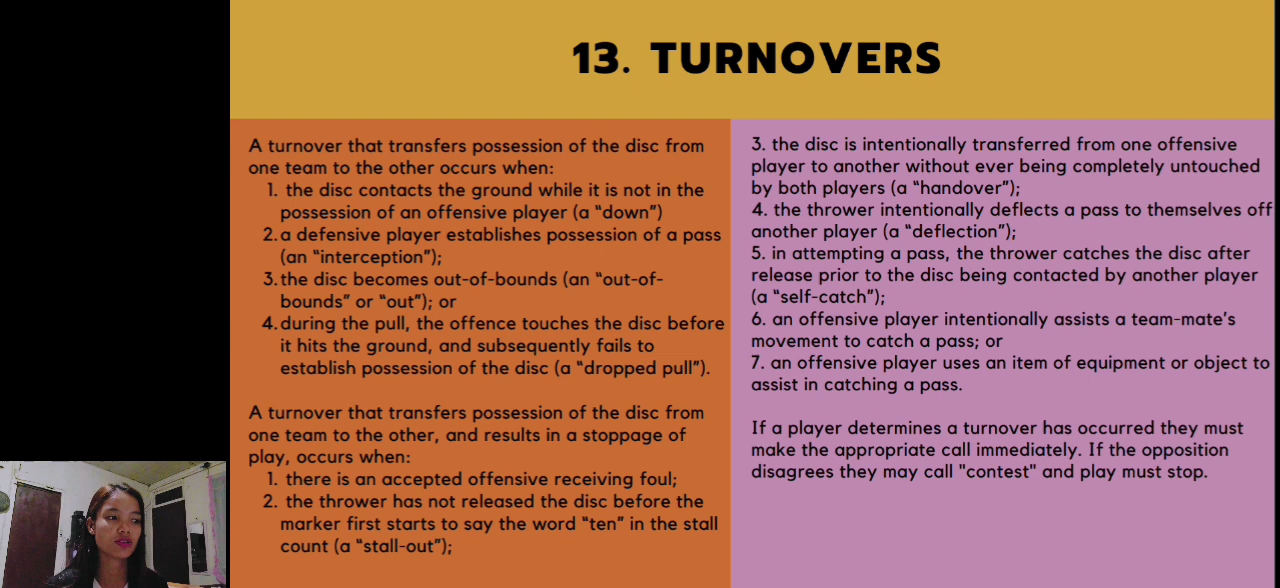 13. TURNOVERS
A turnover that transfers possession of the disc from
one team to the other occurs when:
1. the disc contacts the ground while it is not in the
possession of an offensive player (a “down”)
2. a defensive player establishes possession of a pass
(an “interception”);
3. the disc becomes out-of-bounds (an “out-of-
bounds” or “out”); or
4. during the pull, the offence touches the disc before
it hits the ground, and subsequently fails to
establish possession of the disc (a “dropped pull”).
A turnover that transfers possession of the disc from
one team to the other, and results in a stoppage of
play, occurs when:
1. there is an accepted offensive receiving foul;
2. the thrower has not released the disc before the
marker first starts to say the word “ten” in the stall
count (a “stall-out”);
3. the disc is intentionally transferred from one offensive
player to another without ever being completely untouched
by both players (a “handover”);
4. the thrower intentionally deflects a pass to themselves off
another player (a “deflection”);
5. in attempting a pass, the thrower catches the disc after
release prior to the disc being contacted by another player
(a “self-catch”);
6. an offensive player intentionally assists a team-mate’s
movement to catch a pass; or
7. an offensive player uses an item of equipment or object to
assist in catching a pass.
If a player determines a turnover has occurred they must
make the appropriate call immediately. If the opposition
disagrees they may call "contest" and play must stop.